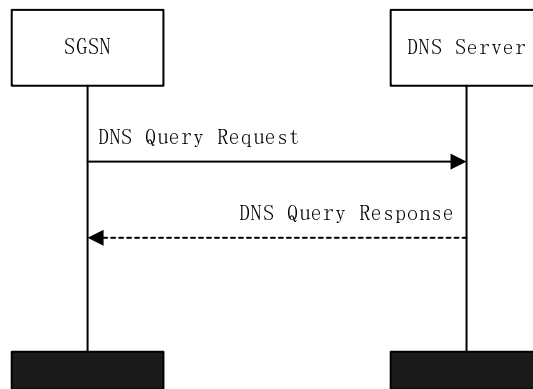 SGSN
DNS Server
DNS Query Request
DNS Query Response